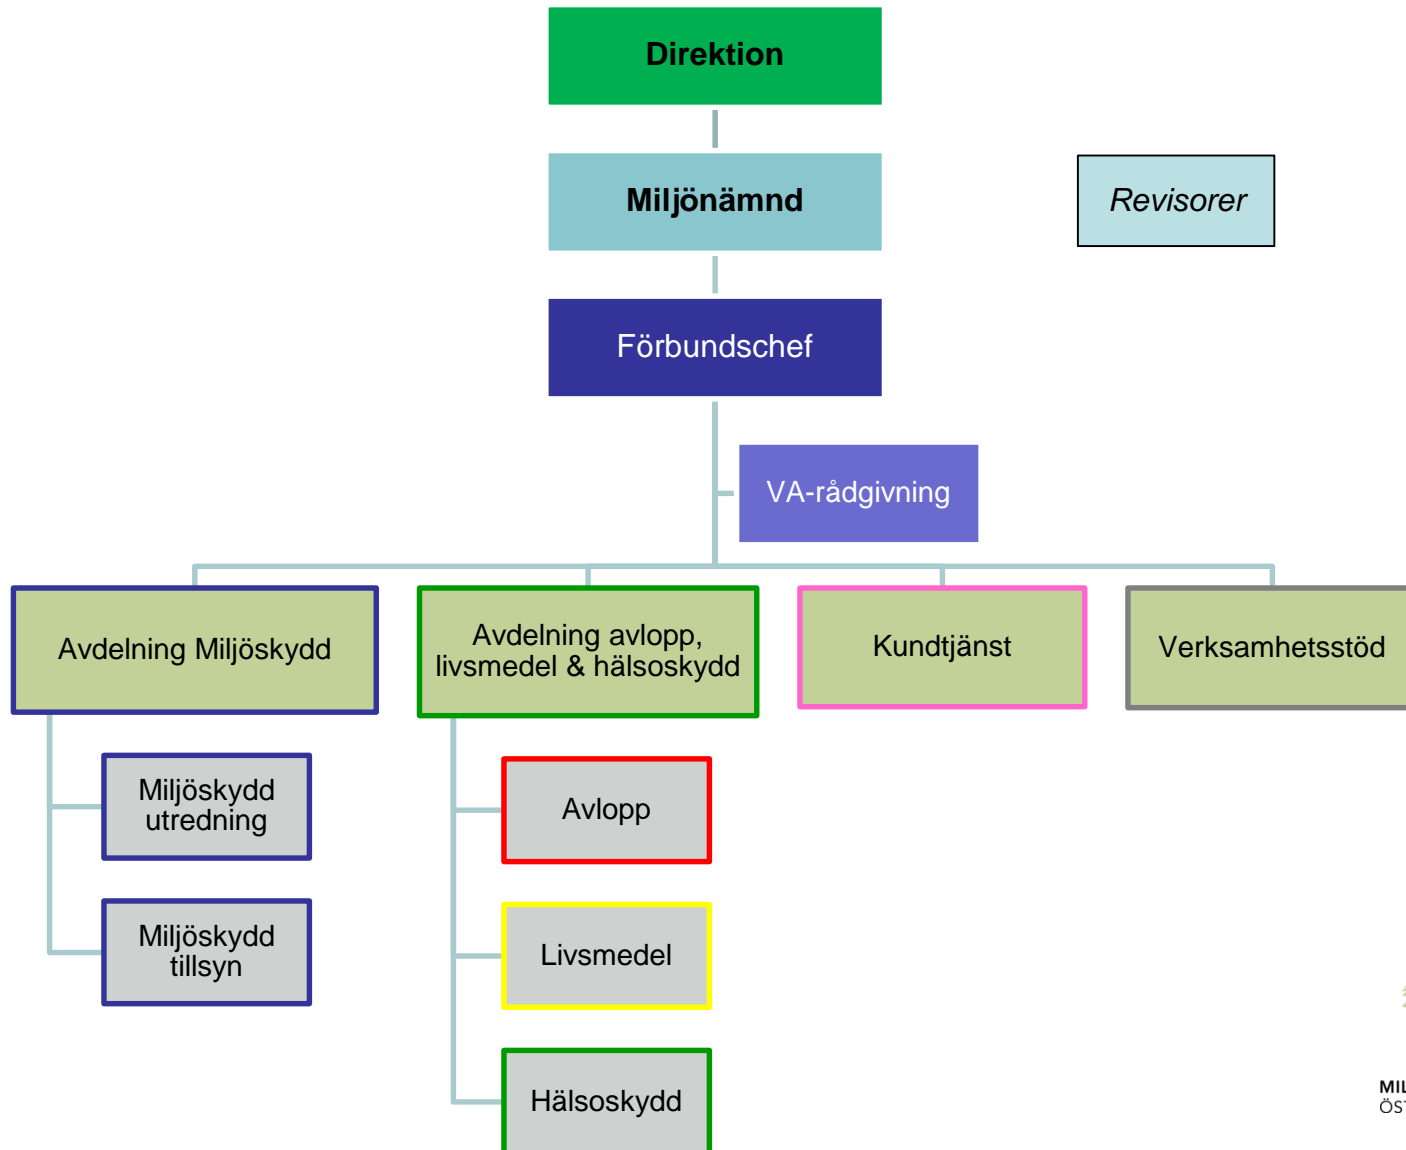 Direktion
Miljönämnd
Revisorer
Förbundschef
VA-rådgivning
Avdelning Miljöskydd
Avdelning avlopp,
livsmedel & hälsoskydd
Kundtjänst
Verksamhetsstöd
Miljöskydd
utredning
Miljöskydd
tillsyn
Avlopp
Livsmedel
Hälsoskydd